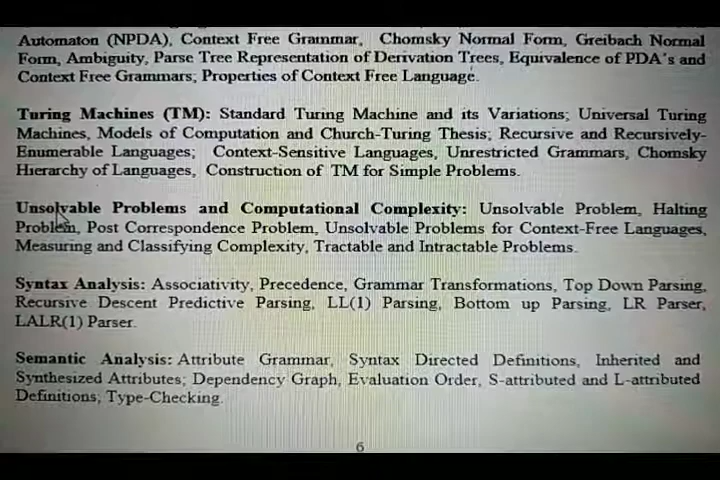 Automaton (NPDA), Context Free Grammar, Chomsky Normal Form, Greibach Normal
Form, Ambiguity, Parse Tree Representation of Derivation Trees, Equivalence of PDA's and
Context Free Grammars; Properties of Context Free Language.
Turing Machines (TM): Standard Turing Machine and its Variations; Universal Turing
Machines, Models of Computation and Church-Turing Thesis; Recursive and Recursively-
Enumerable Languages; Context-Sensitive Languages, Unrestricted Grammars, Chomsky
Hierarchy of Languages, Construction of TM for Simple Problems.
Unsolvable Problems and Computational Complexity: Unsolvable Problem, Halting
Problem, Post Correspondence Problem, Unsolvable Problems for Context-Free Languages,
Measuring and Classifying Complexity, Tractable and Intractable Problems.
Syntax Analysis: Associativity, Precedence, Grammar Transformations, Top Down Parsing,
Recursive Descent Predictive Parsing, LL(1) Parsing, Bottom up Parsing, LR Parser,
LALR(1) Parser.
Semantic Analysis: Attribute Grammar, Syntax Directed Definitions, Inherited and
Synthesized Attributes; Dependency Graph, Evaluation Order, S-attributed and L-attributed
Definitions; Type-Checking.
6